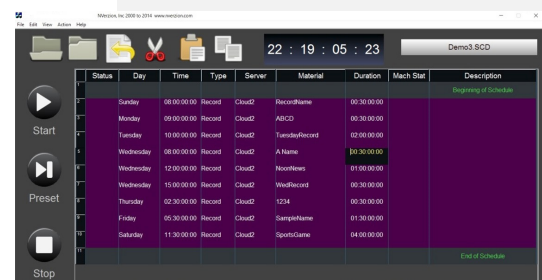 NVerzion, Inc 2000 to 2014 www.nverzion.com
File Edit View Action Help
22 : 19 : 05 : 23
Demo3.SCD
Status Day Time Type Server Material Duration Mach Stat Description
1 Beginning of Schedule
2 Sunday 08:00:00:00 Record Cloud2 RecordName 00:30:00:00
3 Monday 09:00:00:00 Record Cloud2 ABCD 00:30:00:00
Start
4 Tuesday 10:00:00:00 Record Cloud2 TuesdayRecord 02:00:00:00
5 Wednesday 08:00:00:00 Record Cloud2 A Name 00:30:00:00
6 Wednesday 12:00:00:00 Record Cloud2 NoonNews 01:00:00:00
7 Wednesday 15:00:00:00 Record Cloud2 WedRecord 00:30:00:00
Preset
8 Thursday 02:30:00:00 Record Cloud2 1234 00:30:00:00
9 Friday 05:30:00:00 Record Cloud2 SampleName 01:30:00:00
10 Saturday 11:30:00:00 Record Cloud2 SportsGame 04:00:00:00
11 End of Schedule
Stop